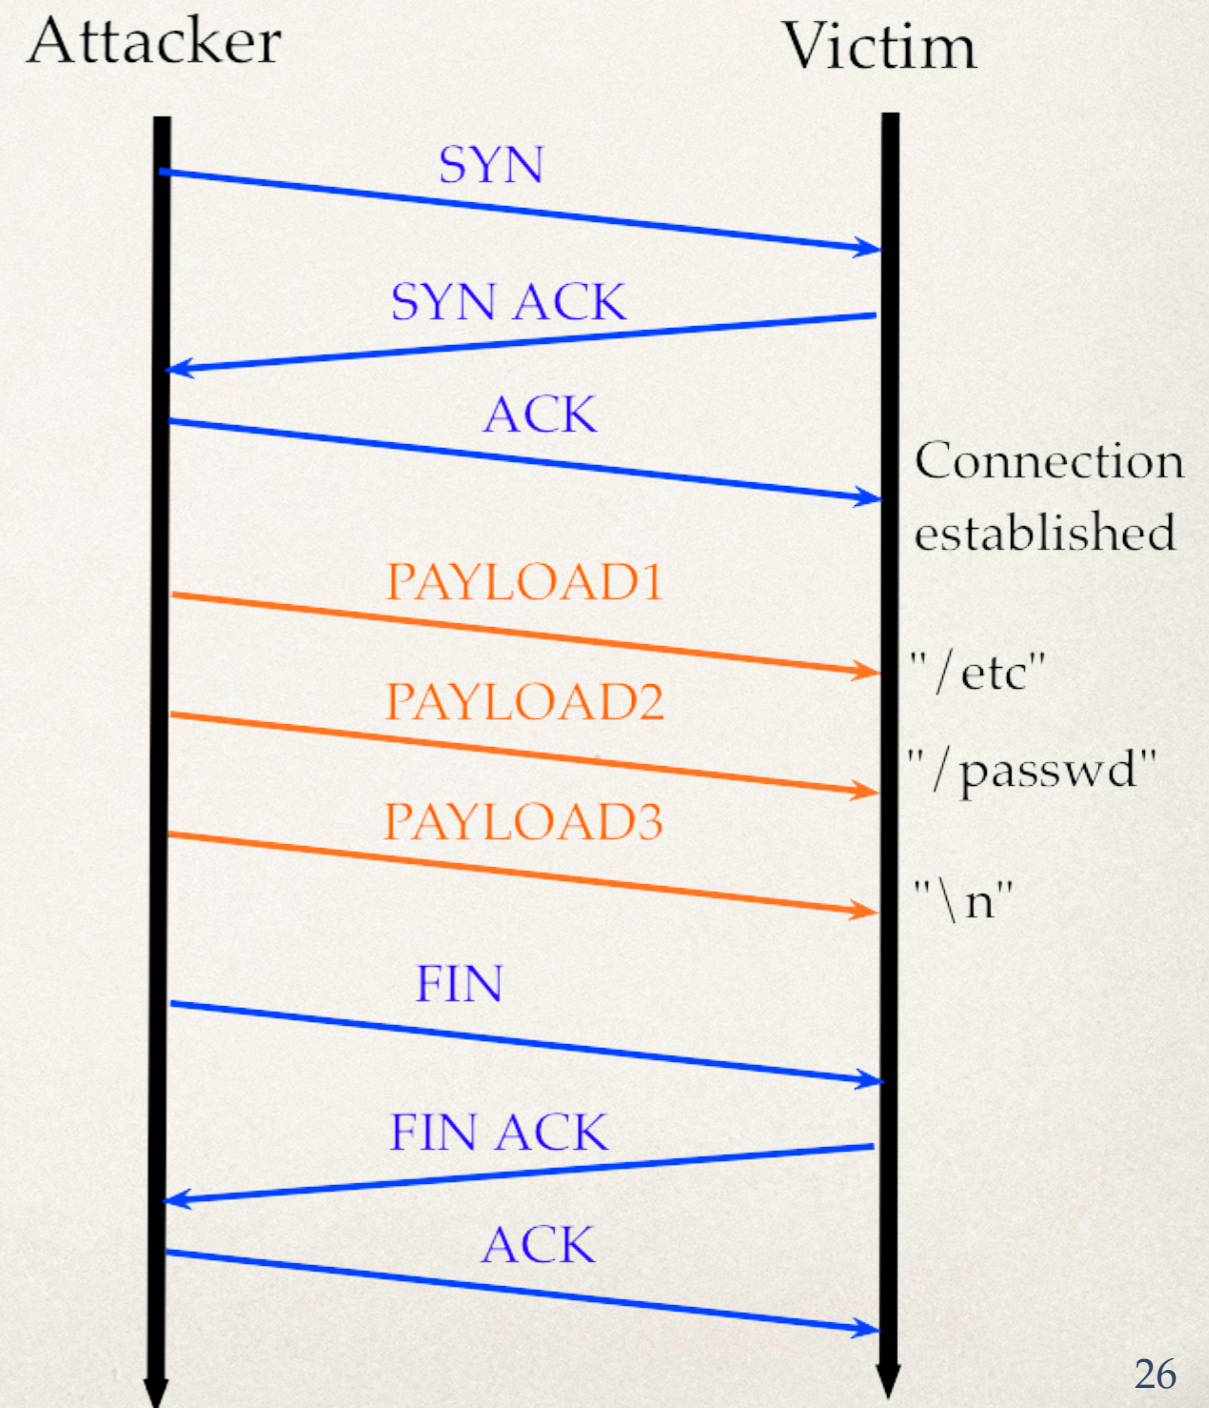 Attacker
Victim
SYN
SYN ACK
ACK
Connection
established
PAYLOAD1
"/etc"
PAYLOAD2
"/passwd"
PAYLOAD3
"\n"
FIN
FIN ACK
ACK
26